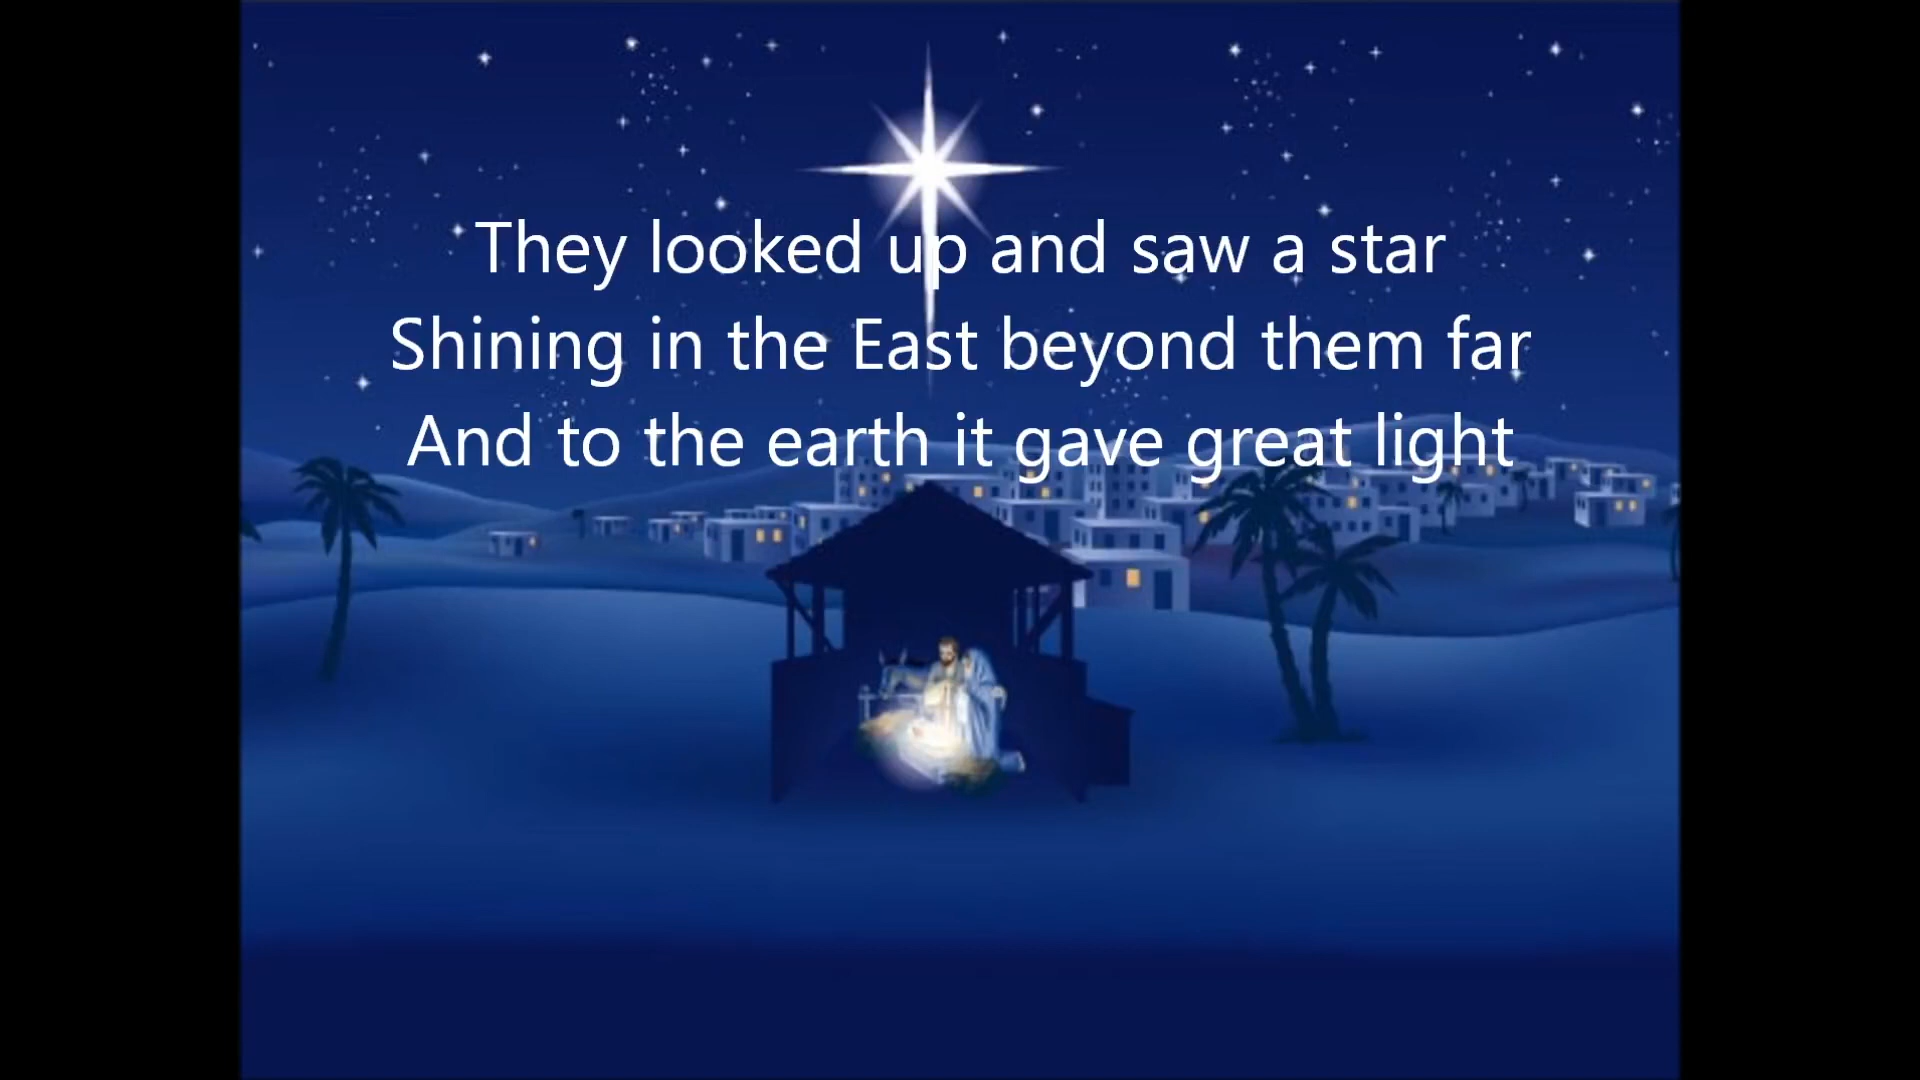 They looked up and saw a star
Shining in the East beyond them far
And to the earth it gave great light